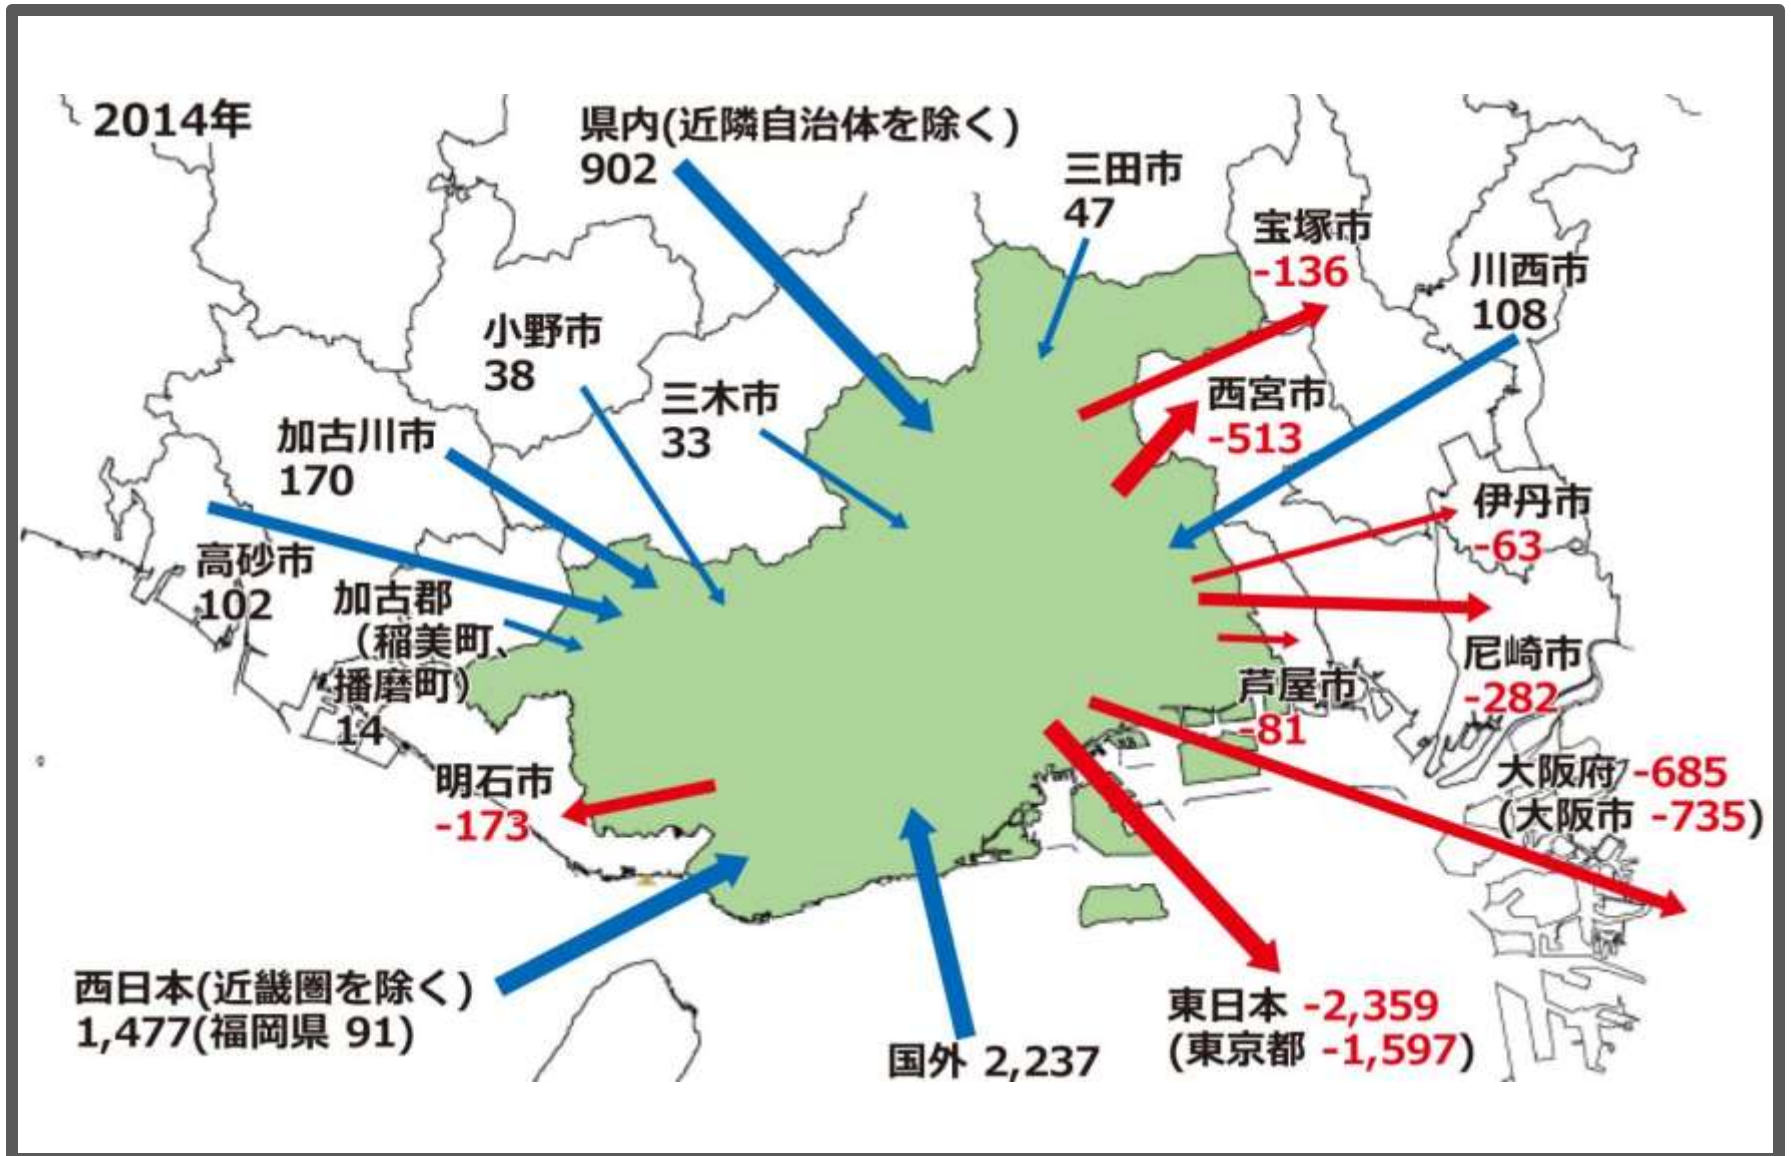 2014年
県内(近隣自治体を除く)
902
三田市
47
宝塚市
-136
川西市
108
小野市
38
三木市
33
西宮市
-513
加古川市
170
伊丹市
-63
高砂市
102
加古郡
（稲美町、
播磨町）
14
尼崎市
-282
芦屋市
-81
明石市
-173
大阪府 -685
(大阪市 -735)
西日本(近畿圏を除く)
1,477(福岡県 91)
国外 2,237
東日本 -2,359
(東京都 -1,597)